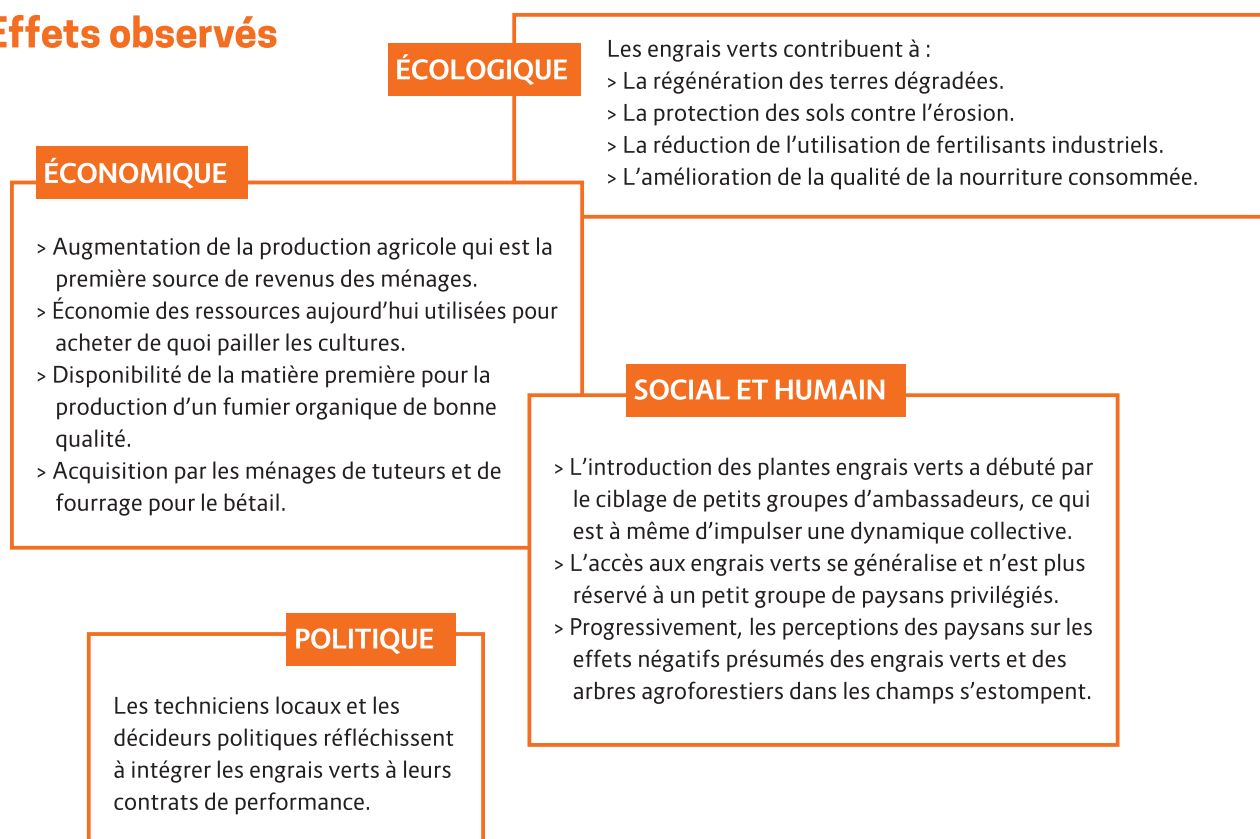 Effets observés
ÉCOLOGIQUE
Les engrais verts contribuent à :
> La régénération des terres dégradées.
> La protection des sols contre l’érosion.
> La réduction de l’utilisation de fertilisants industriels.
> L’amélioration de la qualité de la nourriture consommée.
ÉCONOMIQUE
> Augmentation de la production agricole qui est la
première source de revenus des ménages.
> Économie des ressources aujourd’hui utilisées pour
acheter de quoi pailler les cultures.
> Disponibilité de la matière première pour la
production d’un fumier organique de bonne
qualité.
> Acquisition par les ménages de tuteurs et de
fourrage pour le bétail.
SOCIAL ET HUMAIN
> L’introduction des plantes engrais verts a débuté par
le ciblage de petits groupes d’ambassadeurs, ce qui
est à même d’impulser une dynamique collective.
> L’accès aux engrais verts se généralise et n’est plus
réservé à un petit groupe de paysans privilégiés.
> Progressivement, les perceptions des paysans sur les
effets négatifs présumés des engrais verts et des
arbres agroforestiers dans les champs s’estompent.
POLITIQUE
Les techniciens locaux et les
décideurs politiques réfléchissent
à intégrer les engrais verts à leurs
contrats de performance.